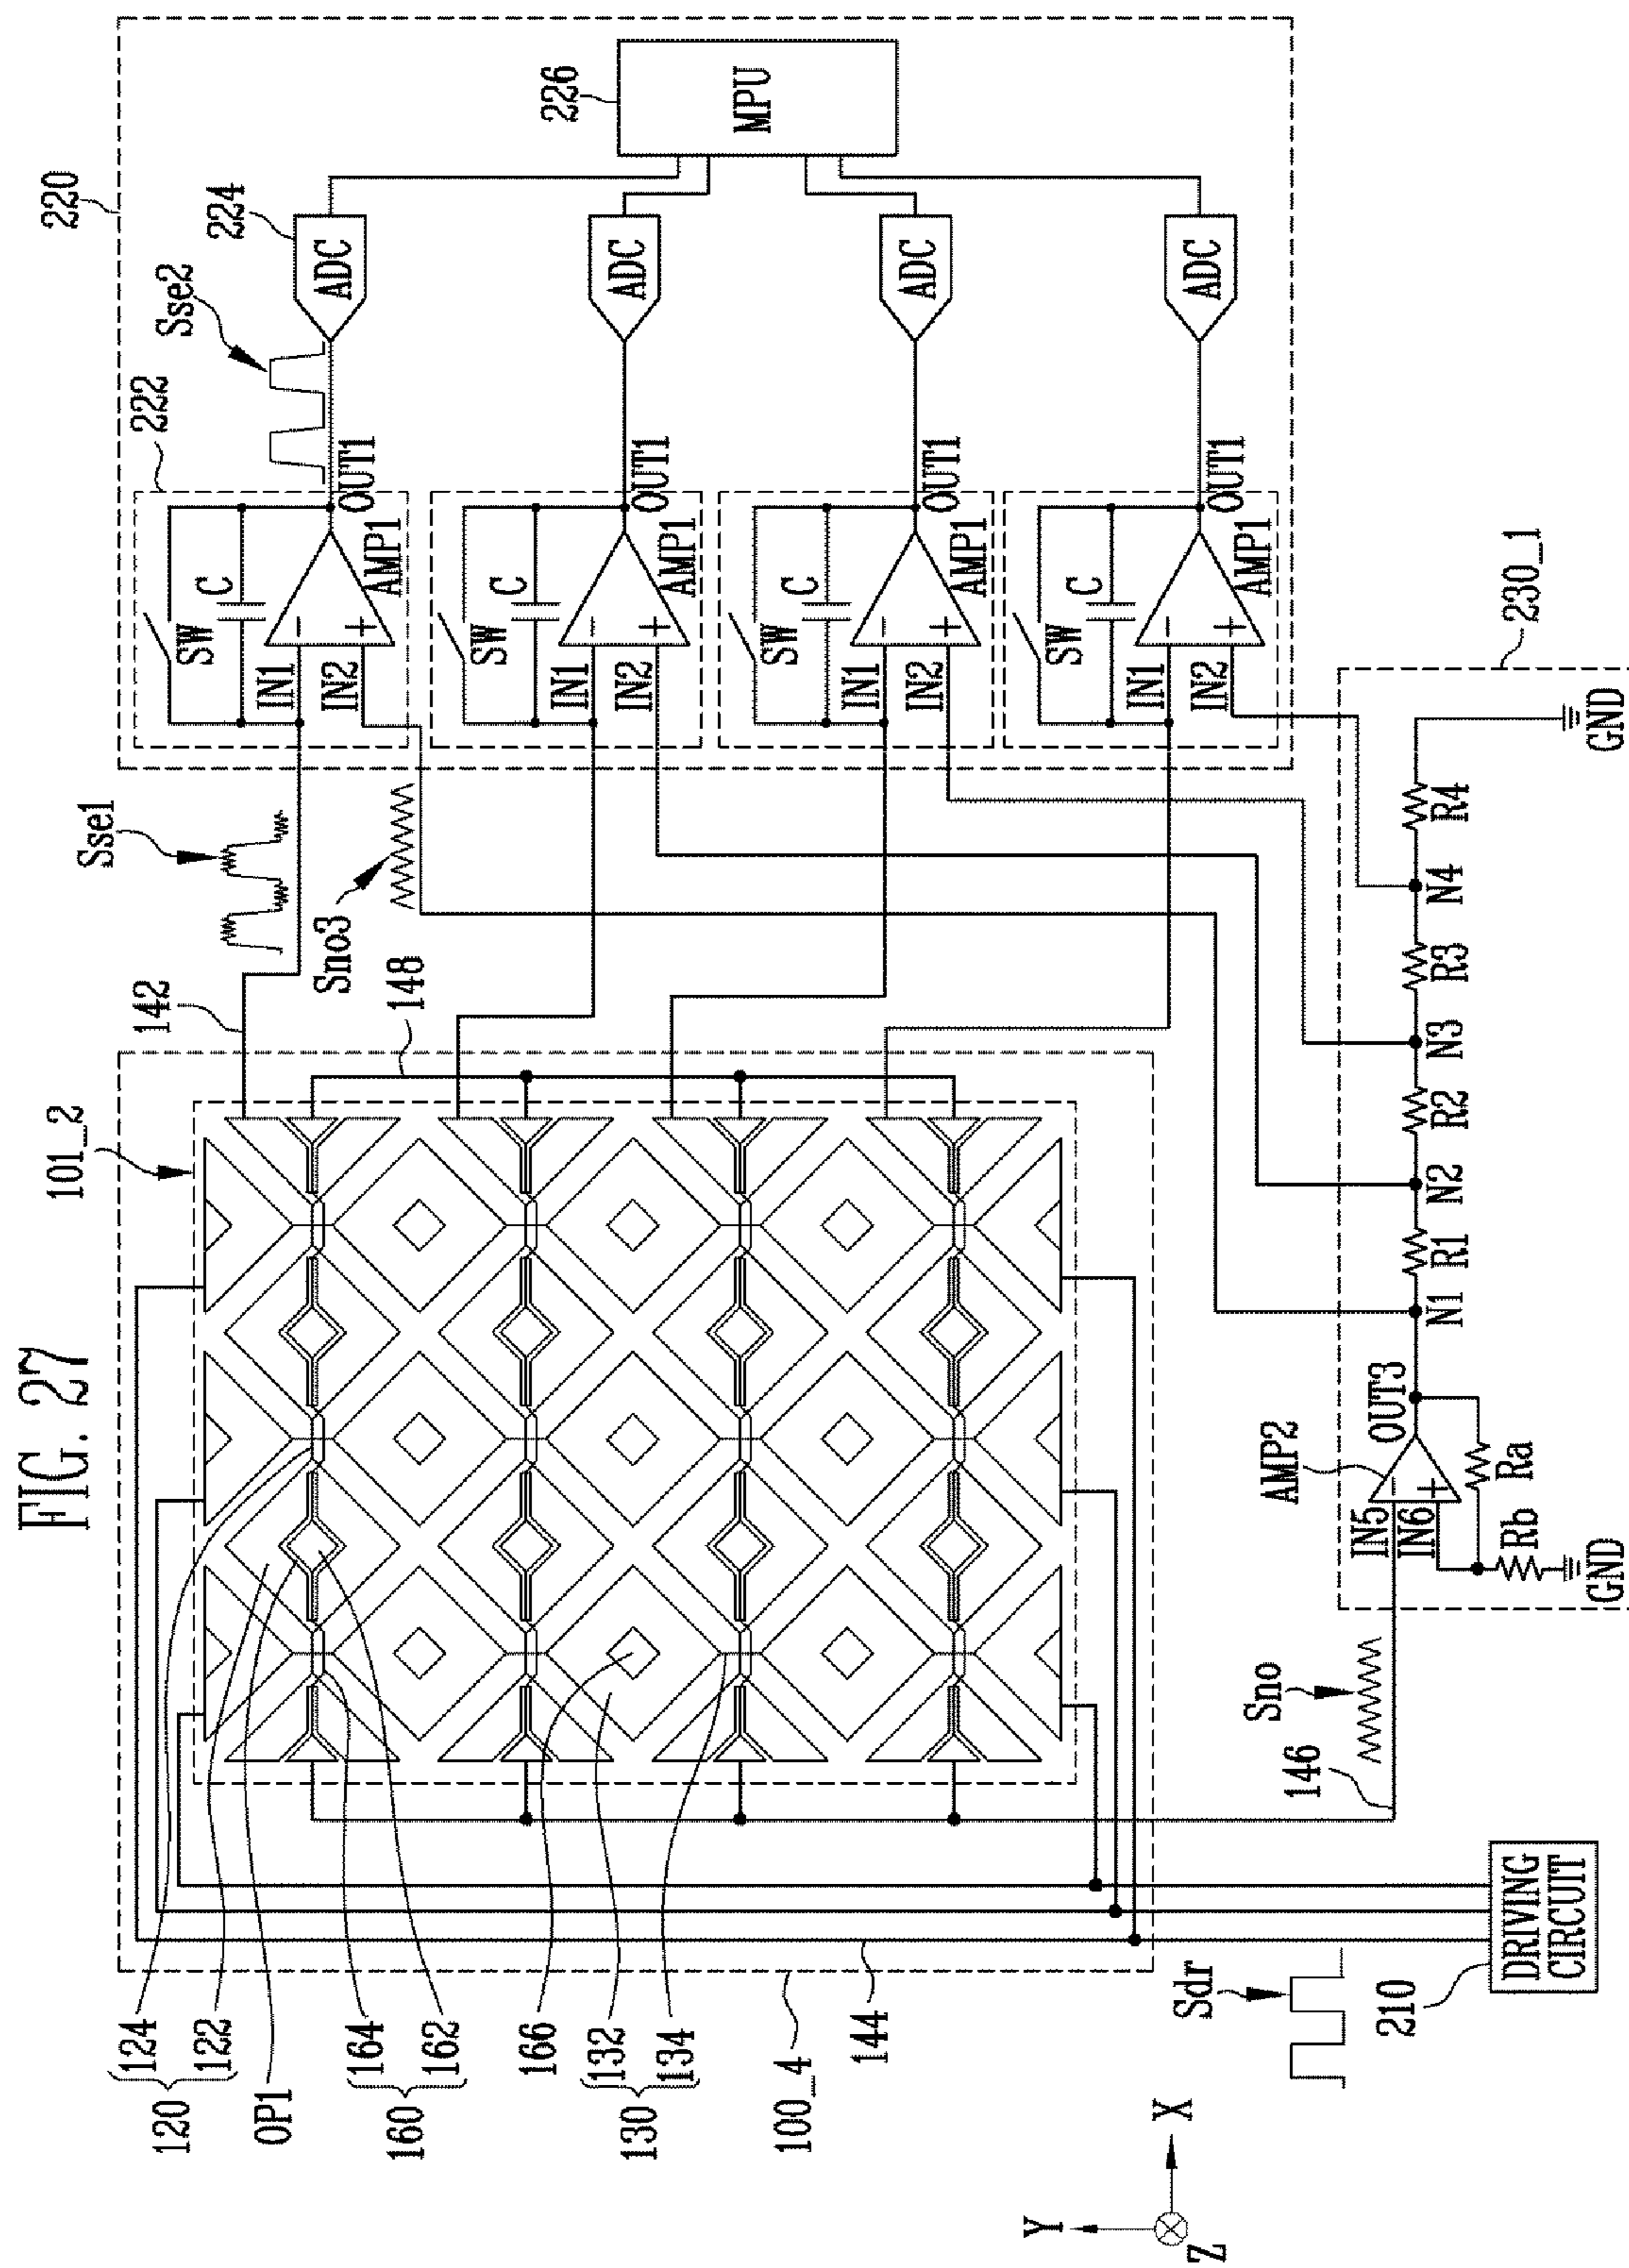 FIG. 27
220
226
MPU
224
ADC
ADC
ADC
ADC
Sse2
222
OUT1
OUT1
OUT1
OUT1
SW
C
AMP1
IN1
IN2
SW
C
AMP1
IN1
IN2
SW
C
AMP1
IN1
IN2
SW
C
AMP1
IN1
IN2
Sse1
Sno3
142
148
101_2
230_1
GND
R4
N4
R3
N3
R2
N2
R1
N1
OUT3
AMP2
IN5
IN6
Ra
Rb
GND
Sno
146
DRIVING
CIRCUIT
210
Sdr
144
100_4
124
122
120
OP1
164
162
160
166
132
134
130
X
Y
Z